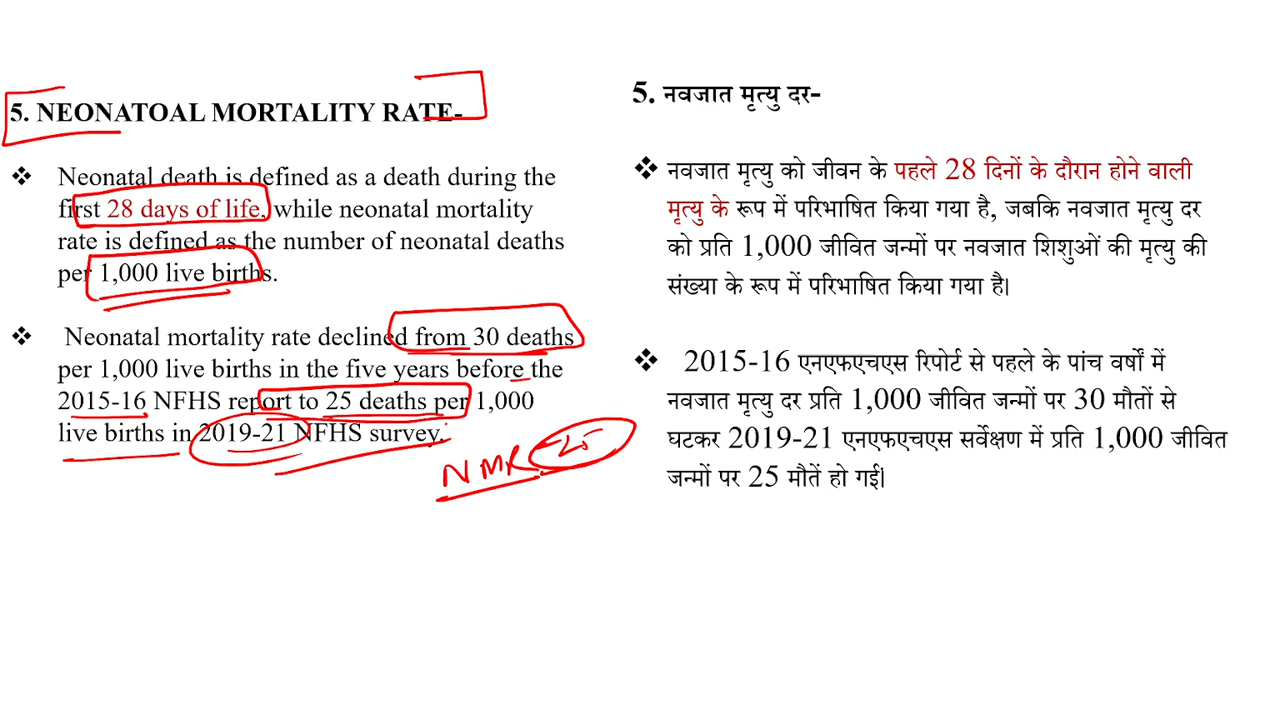 5. NEONATOAL MORTALITY RATE-
❖ Neonatal death is defined as a death during the
first 28 days of life, while neonatal mortality
rate is defined as the number of neonatal deaths
per 1,000 live births.
❖ Neonatal mortality rate declined from 30 deaths
per 1,000 live births in the five years before the
2015-16 NFHS report to 25 deaths per 1,000
live births in 2019-21 NFHS survey.
NMR-25
5. नवजात मृत्यु दर-
❖ नवजात मृत्यु को जीवन के पहले 28 दिनों के दौरान होने वाली
मृत्यु के रूप में परिभाषित किया गया है, जबकि नवजात मृत्यु दर
को प्रति 1,000 जीवित जन्मों पर नवजात शिशुओं की मृत्यु की
संख्या के रूप में परिभाषित किया गया है।
❖ 2015-16 एनएफएचएस रिपोर्ट से पहले के पांच वर्षों में
नवजात मृत्यु दर प्रति 1,000 जीवित जन्मों पर 30 मौतों से
घटकर 2019-21 एनएफएचएस सर्वेक्षण में प्रति 1,000 जीवित
जन्मों पर 25 मौतें हो गई।